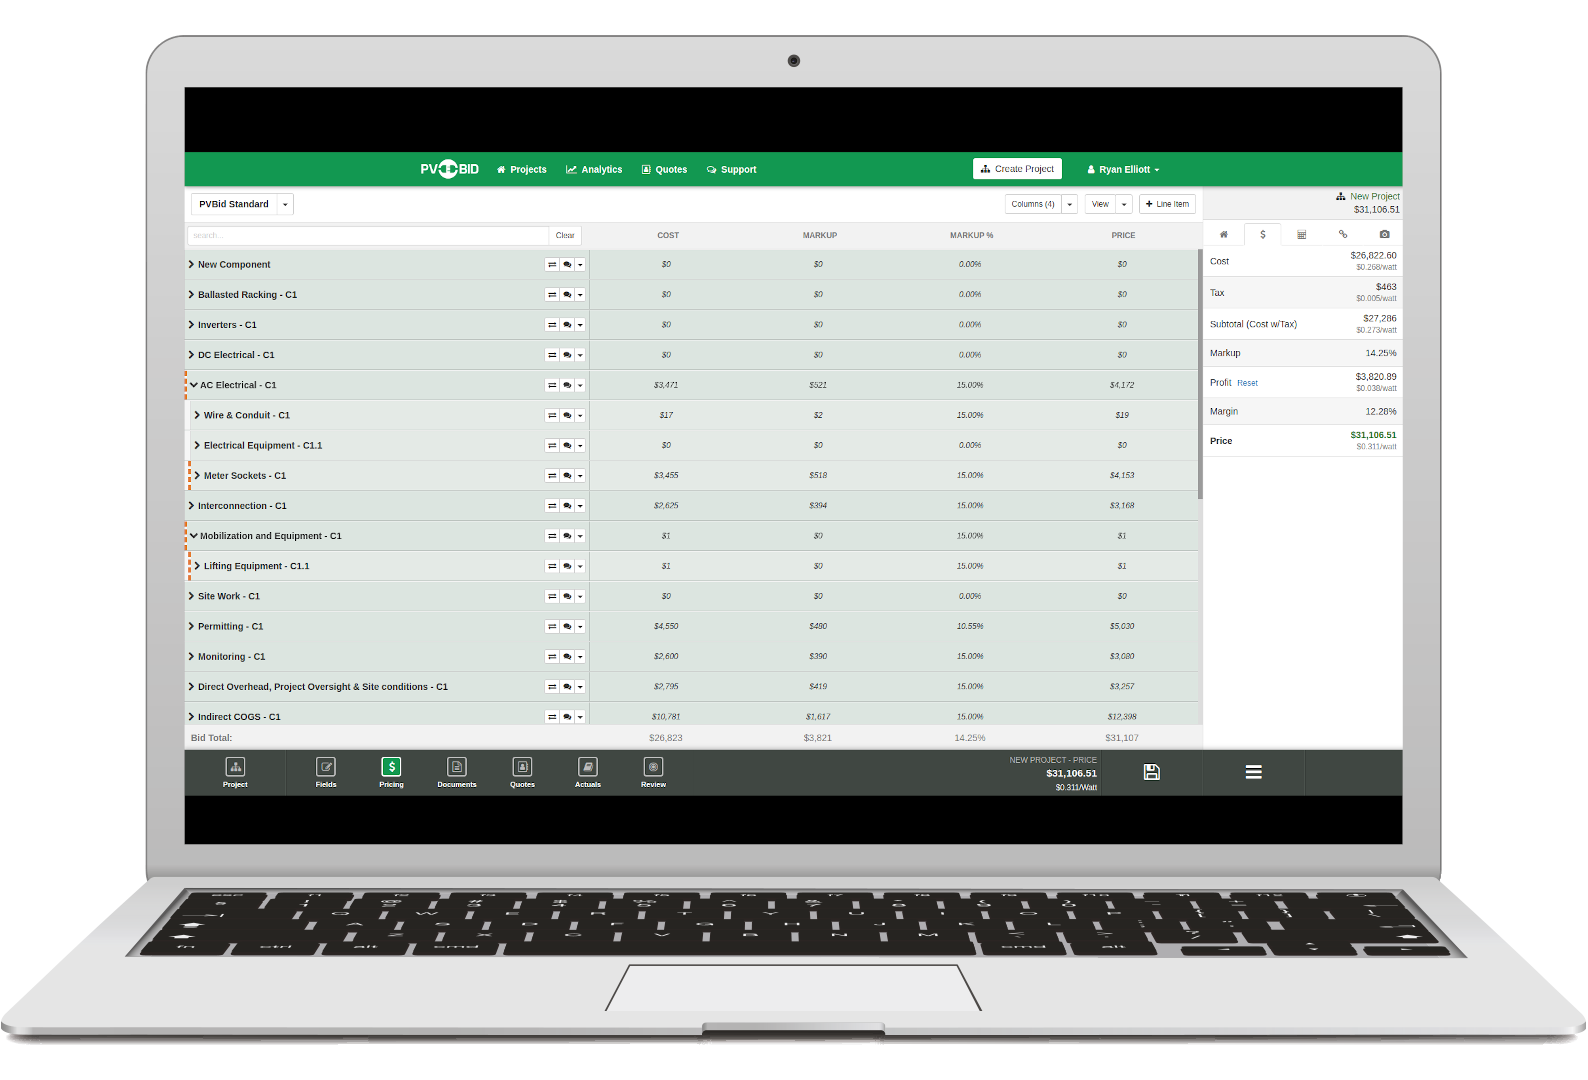 PV BID Projects Analytics Quotes Support Create Project Ryan Elliott
PVBid Standard Columns (4) View Line Item
New Project
$31,106.51
search... Clear COST MARKUP MARKUP % PRICE
New Component $0 $0 0.00% $0
Ballasted Racking - C1 $0 $0 0.00% $0
Inverters - C1 $0 $0 0.00% $0
DC Electrical - C1 $0 $0 0.00% $0
AC Electrical - C1 $3,471 $521 15.00% $4,172
Wire & Conduit - C1 $17 $2 15.00% $19
Electrical Equipment - C1.1 $0 $0 0.00% $0
Meter Sockets - C1 $3,455 $518 15.00% $4,153
Interconnection - C1 $2,625 $394 15.00% $3,168
Mobilization and Equipment - C1 $1 $0 15.00% $1
Lifting Equipment - C1.1 $1 $0 15.00% $1
Site Work - C1 $0 $0 0.00% $0
Permitting - C1 $4,550 $480 10.55% $5,030
Monitoring - C1 $2,600 $390 15.00% $3,080
Direct Overhead, Project Oversight & Site conditions - C1 $2,795 $419 15.00% $3,257
Indirect COGS - C1 $10,781 $1,617 15.00% $12,398
Bid Total: $26,823 $3,821 14.25% $31,107
$
Cost $26,822.60
$0.268/watt
Tax $463
$0.005/watt
Subtotal (Cost w/Tax) $27,286
$0.273/watt
Markup 14.25%
Profit Reset $3,820.89
$0.038/watt
Margin 12.28%
Price $31,106.51
$0.311/watt
Project Fields $ Pricing Documents Quotes Actuals Review
NEW PROJECT - PRICE
$31,106.51
$0.311/Watt
Q W E R T Y U I O P
A S D F G H J K L
Z X C V B N M
fn ctrl alt cmd cmd alt